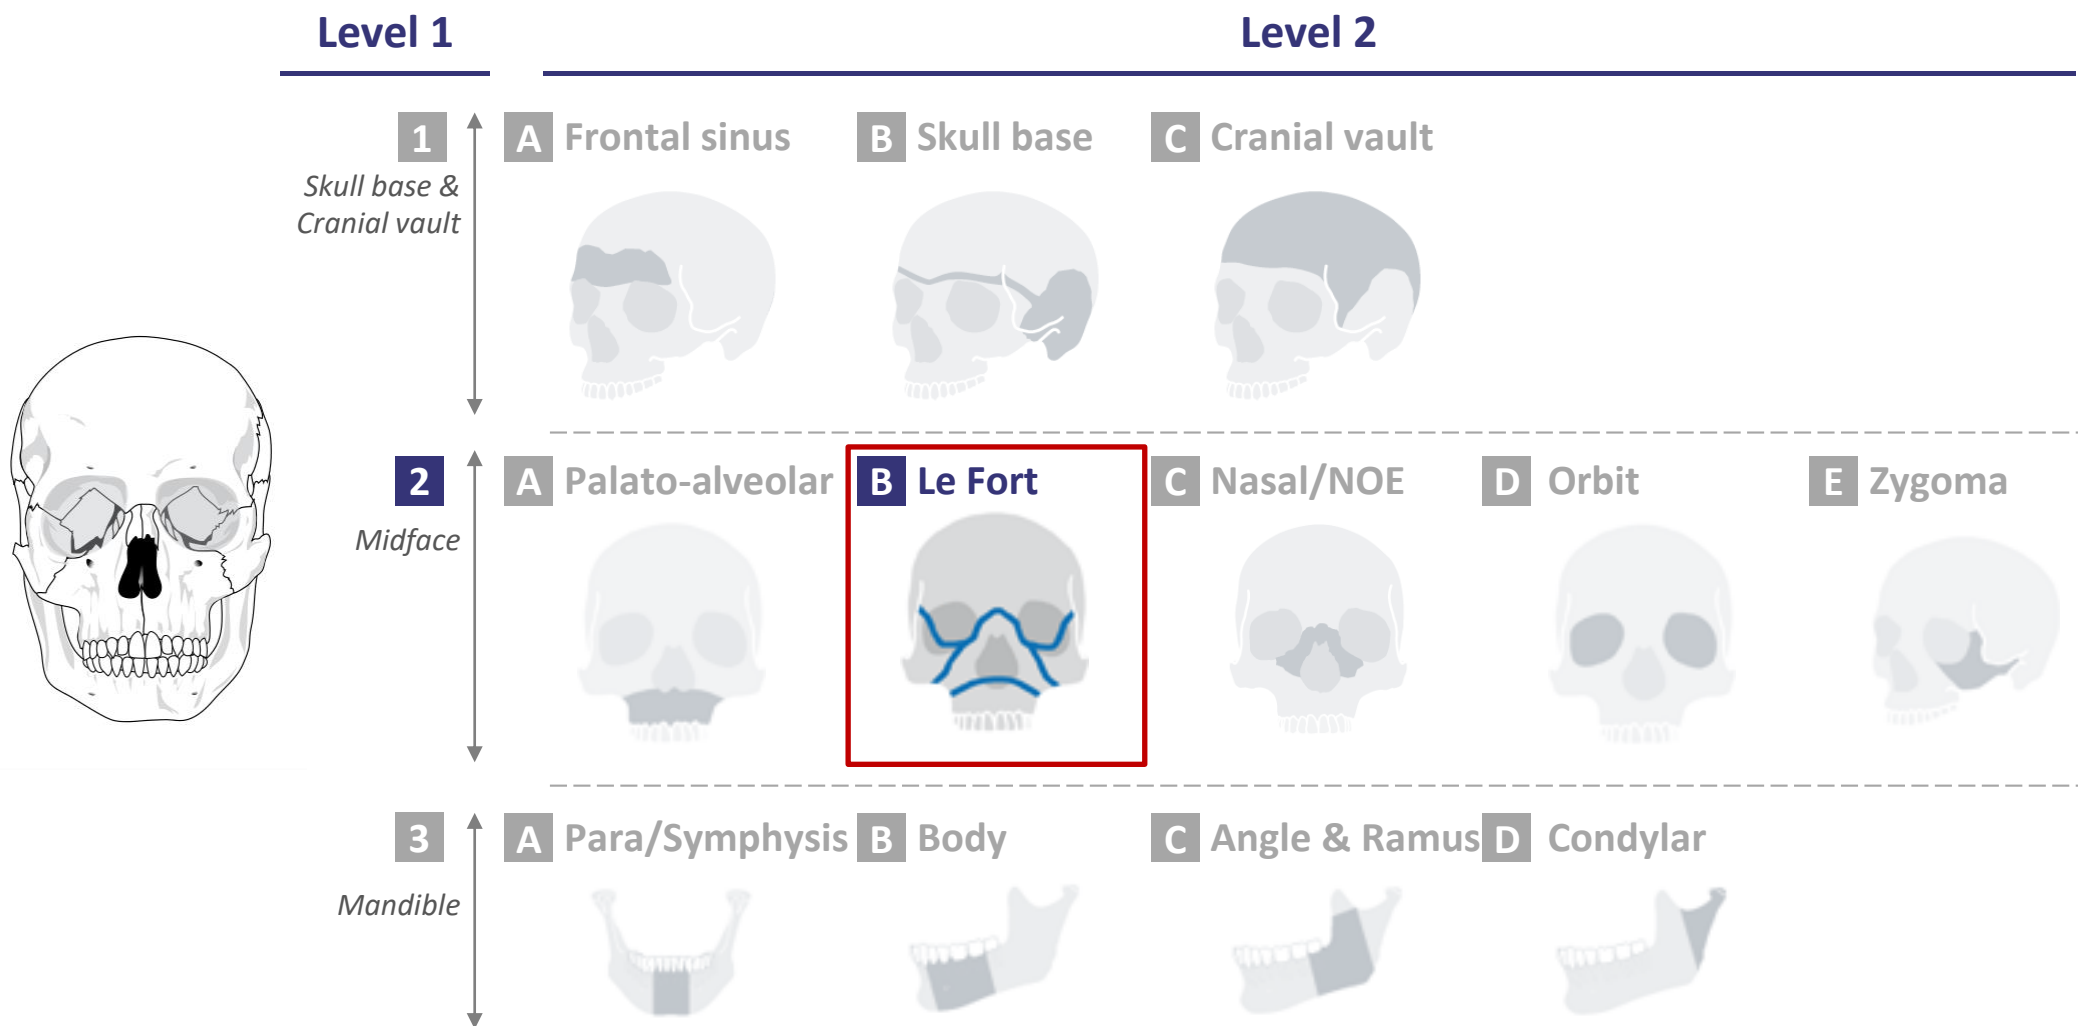 Level 1
Level 2
1
Skull base &
Cranial vault
A Frontal sinus
B Skull base
C Cranial vault
2
Midface
A Palato-alveolar
B Le Fort
C Nasal/NOE
D Orbit
E Zygoma
3
Mandible
A Para/Symphysis
B Body
C Angle & Ramus
D Condylar